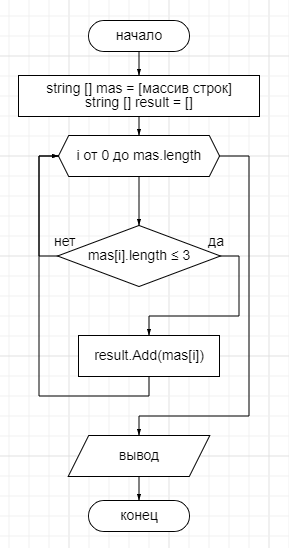 начало
string [] mas = [массив строк]
string [] result = []
i от 0 до mas.length
нет
да
mas[i].length ≤ 3
result.Add(mas[i])
вывод
конец